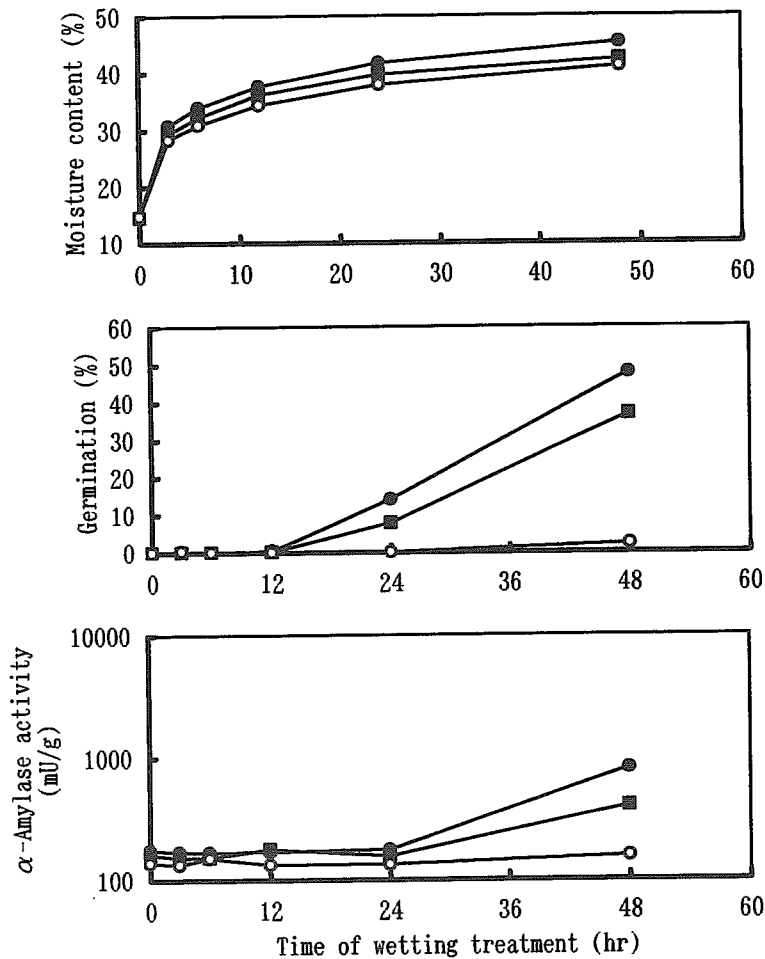 Moisture content (%)
50
40
30
20
10
0 10 20 30 40 50 60
Germination (%)
60
50
40
30
20
10
0
0 12 24 36 48 60
α-Amylase activity
(mU/g)
10000
1000
100
0 12 24 36 48 60
Time of wetting treatment (hr)